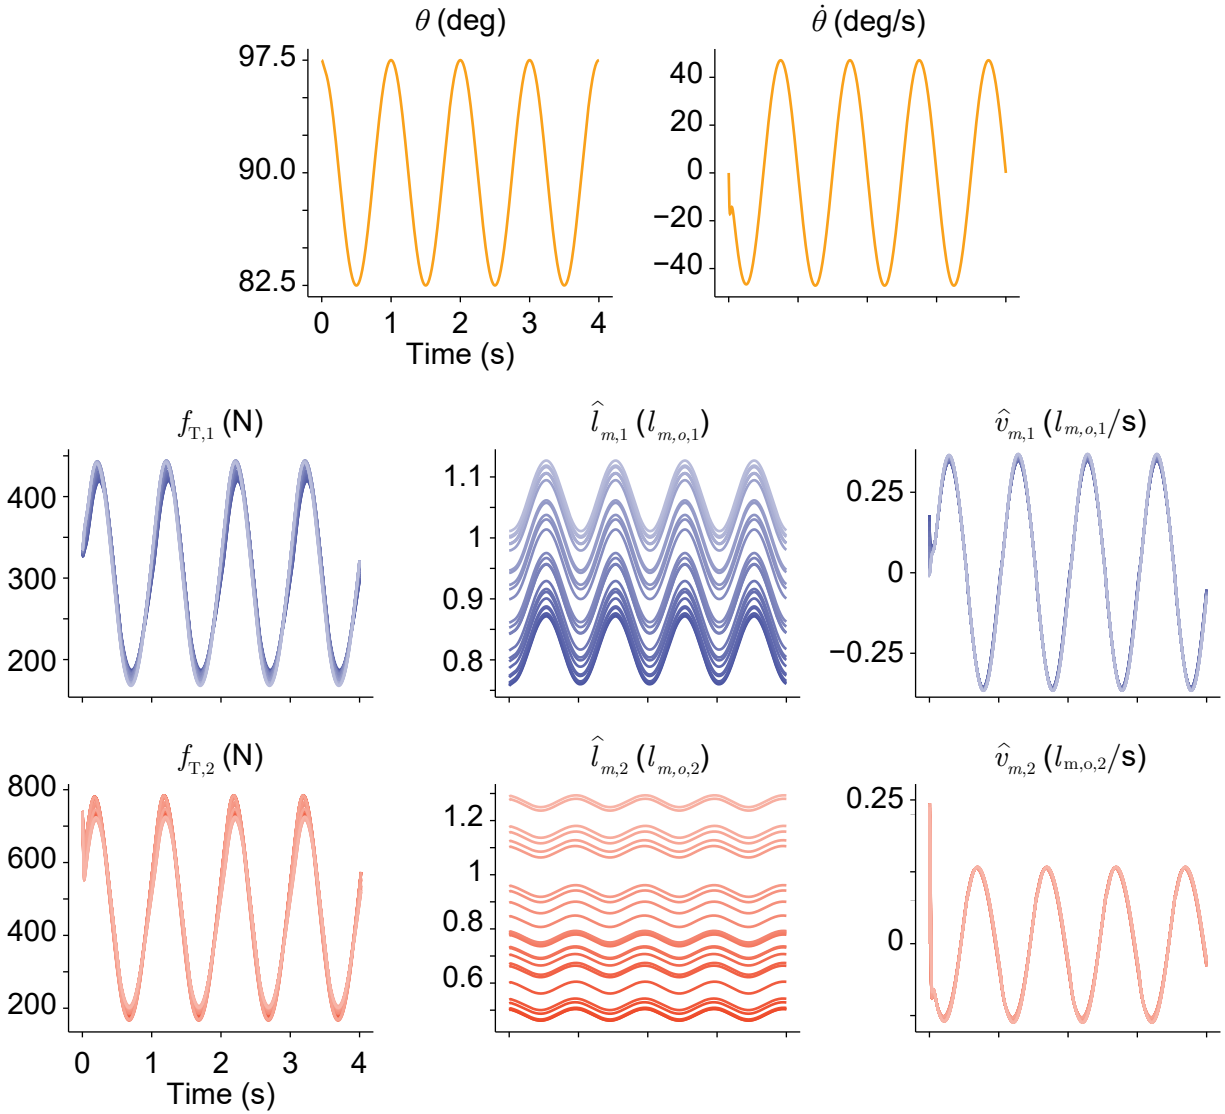 θ (deg)
θ̇ (deg/s)
97.5
90.0
82.5
0 1 2 3 4
Time (s)
40
20
0
−20
−40
f_T,1 (N)
400
300
200
l̂_m,1 (l_m,o,1)
1.1
1
0.9
0.8
v̂_m,1 (l_m,o,1/s)
0.25
0
−0.25
f_T,2 (N)
800
600
400
200
0 1 2 3 4
Time (s)
l̂_m,2 (l_m,o,2)
1.2
1
0.8
0.6
v̂_m,2 (l_m,o,2/s)
0.25
0